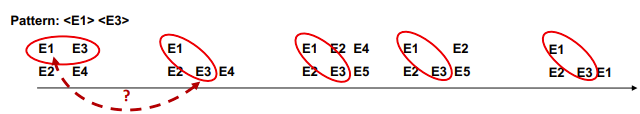 Pattern: <E1> <E3>
E1 E3 E1 E1 E2 E4 E1 E2 E1
E2 E4 E2 E3 E4 E2 E3 E5 E2 E3 E5 E2 E3 E1
?